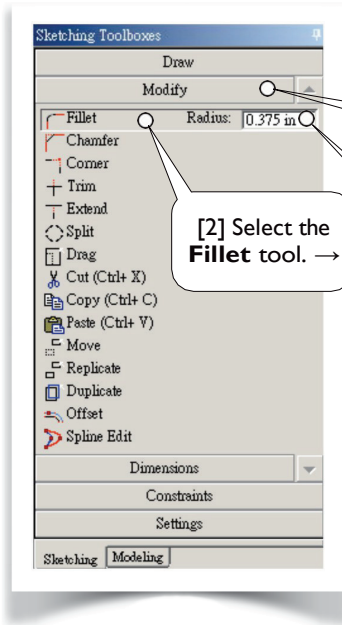 Sketching Toolboxes
Draw
Modify
Fillet Radius: 0.375 in
Chamfer
Corner
Trim
Extend
Split
Drag
Cut (Ctrl+ X)
Copy (Ctrl+ C)
Paste (Ctrl+ V)
Move
Replicate
Duplicate
Offset
Spline Edit
[2] Select the
Fillet tool. →
Dimensions
Constraints
Settings
Sketching Modeling